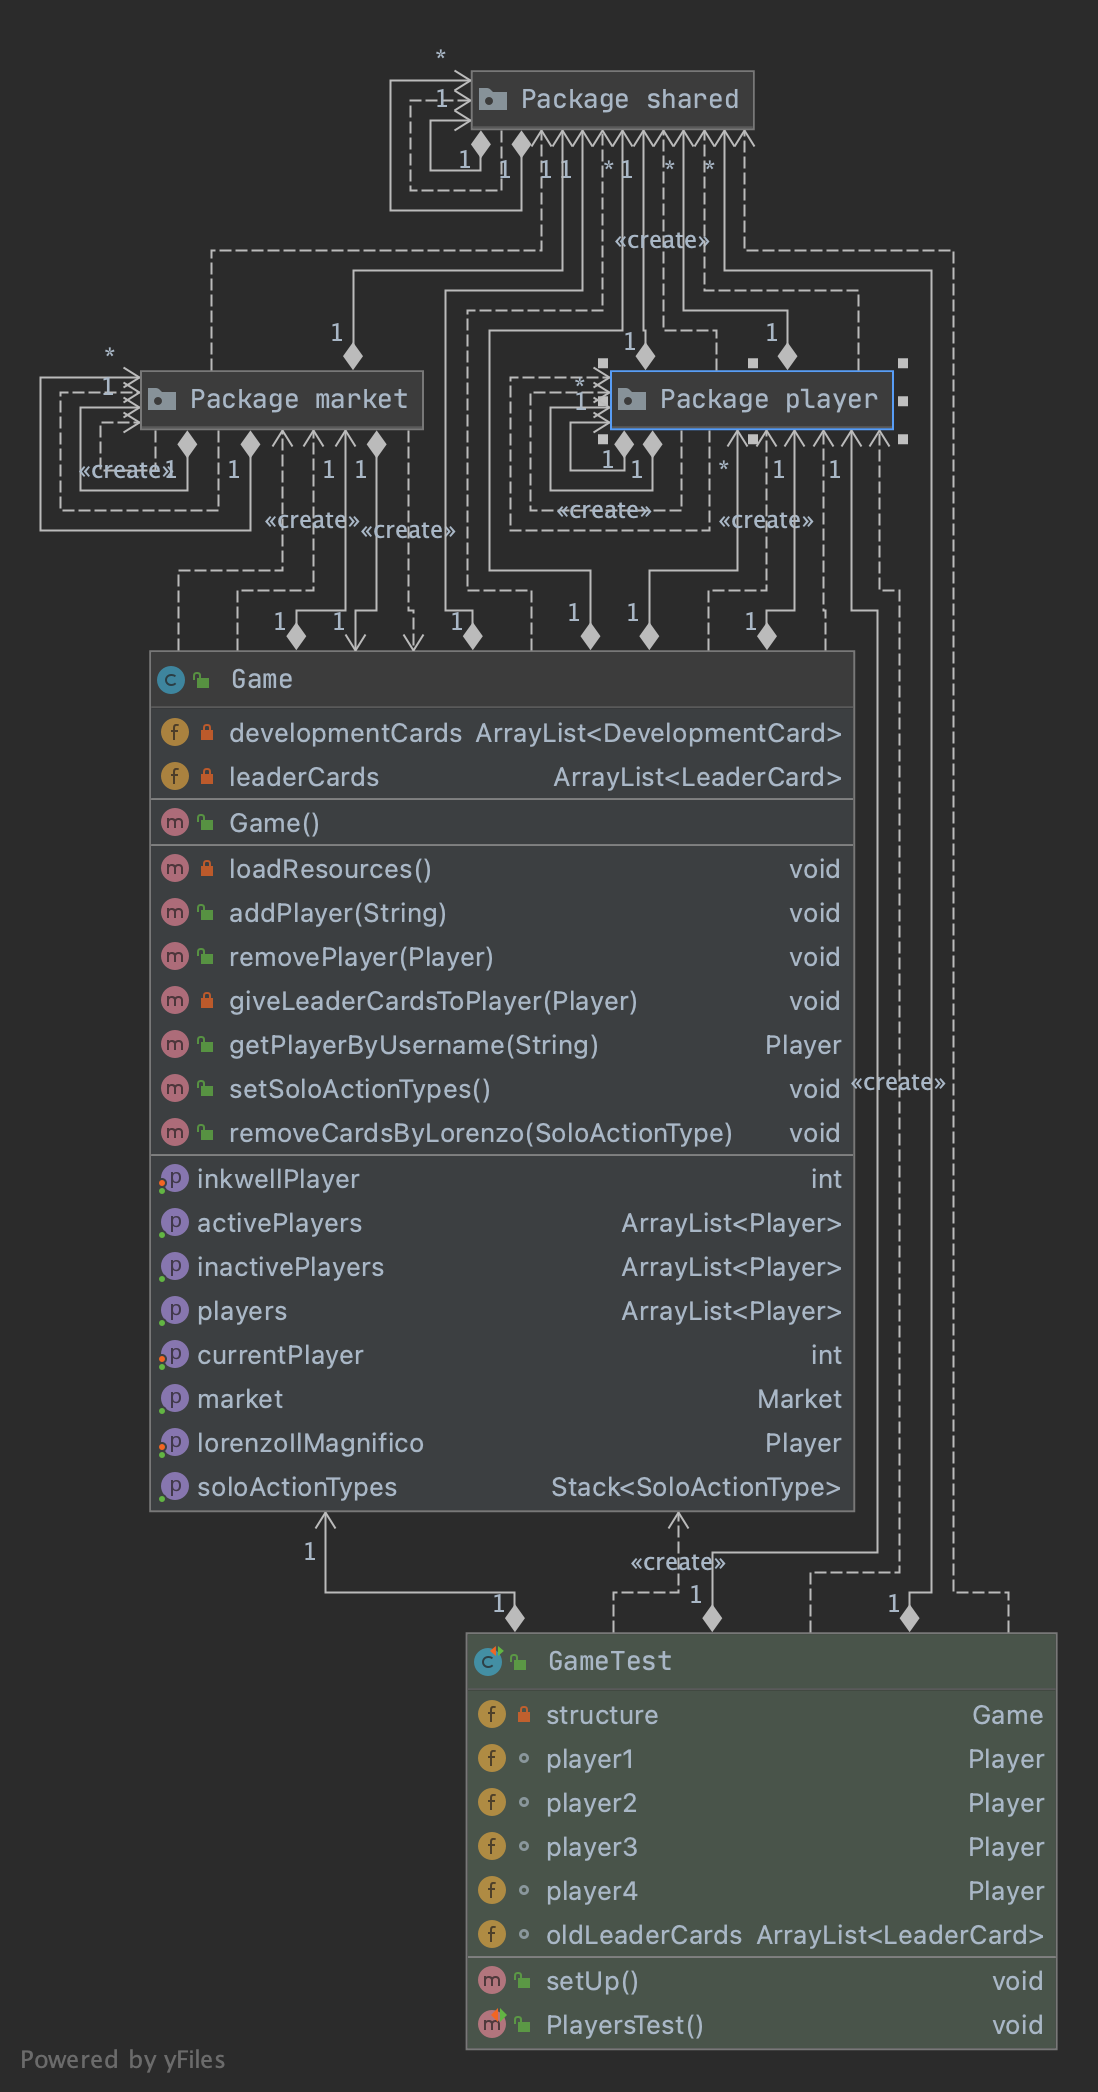 *
1 Package shared
1 1 1 1 * 1 * *
«create»
1 1 1
* *
1 Package market 1 Package player
«create» 1 1 1 1 1 1 * 1 1
«create» «create» «create» «create»
1 1 1 1 1 1
Game
developmentCards ArrayList<DevelopmentCard>
leaderCards ArrayList<LeaderCard>
Game()
loadResources() void
addPlayer(String) void
removePlayer(Player) void
giveLeaderCardsToPlayer(Player) void
getPlayerByUsername(String) Player
setSoloActionTypes() void
«create»
removeCardsByLorenzo(SoloActionType) void
inkwellPlayer int
activePlayers ArrayList<Player>
inactivePlayers ArrayList<Player>
players ArrayList<Player>
currentPlayer int
market Market
lorenzoIlMagnifico Player
soloActionTypes Stack<SoloActionType>
1 «create»
1 1 1
GameTest
structure Game
player1 Player
player2 Player
player3 Player
player4 Player
oldLeaderCards ArrayList<LeaderCard>
setUp() void
PlayersTest() void
Powered by yFiles